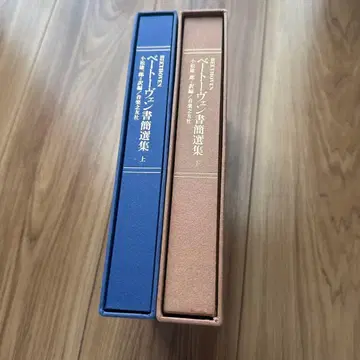 BEETHOVEN
ベートーヴェン書簡選集 上
小松雄一郎 訳編/音楽之友社
BEETHOVEN
ベートーヴェン書簡選集 下
小松雄一郎 訳編/音楽之友社